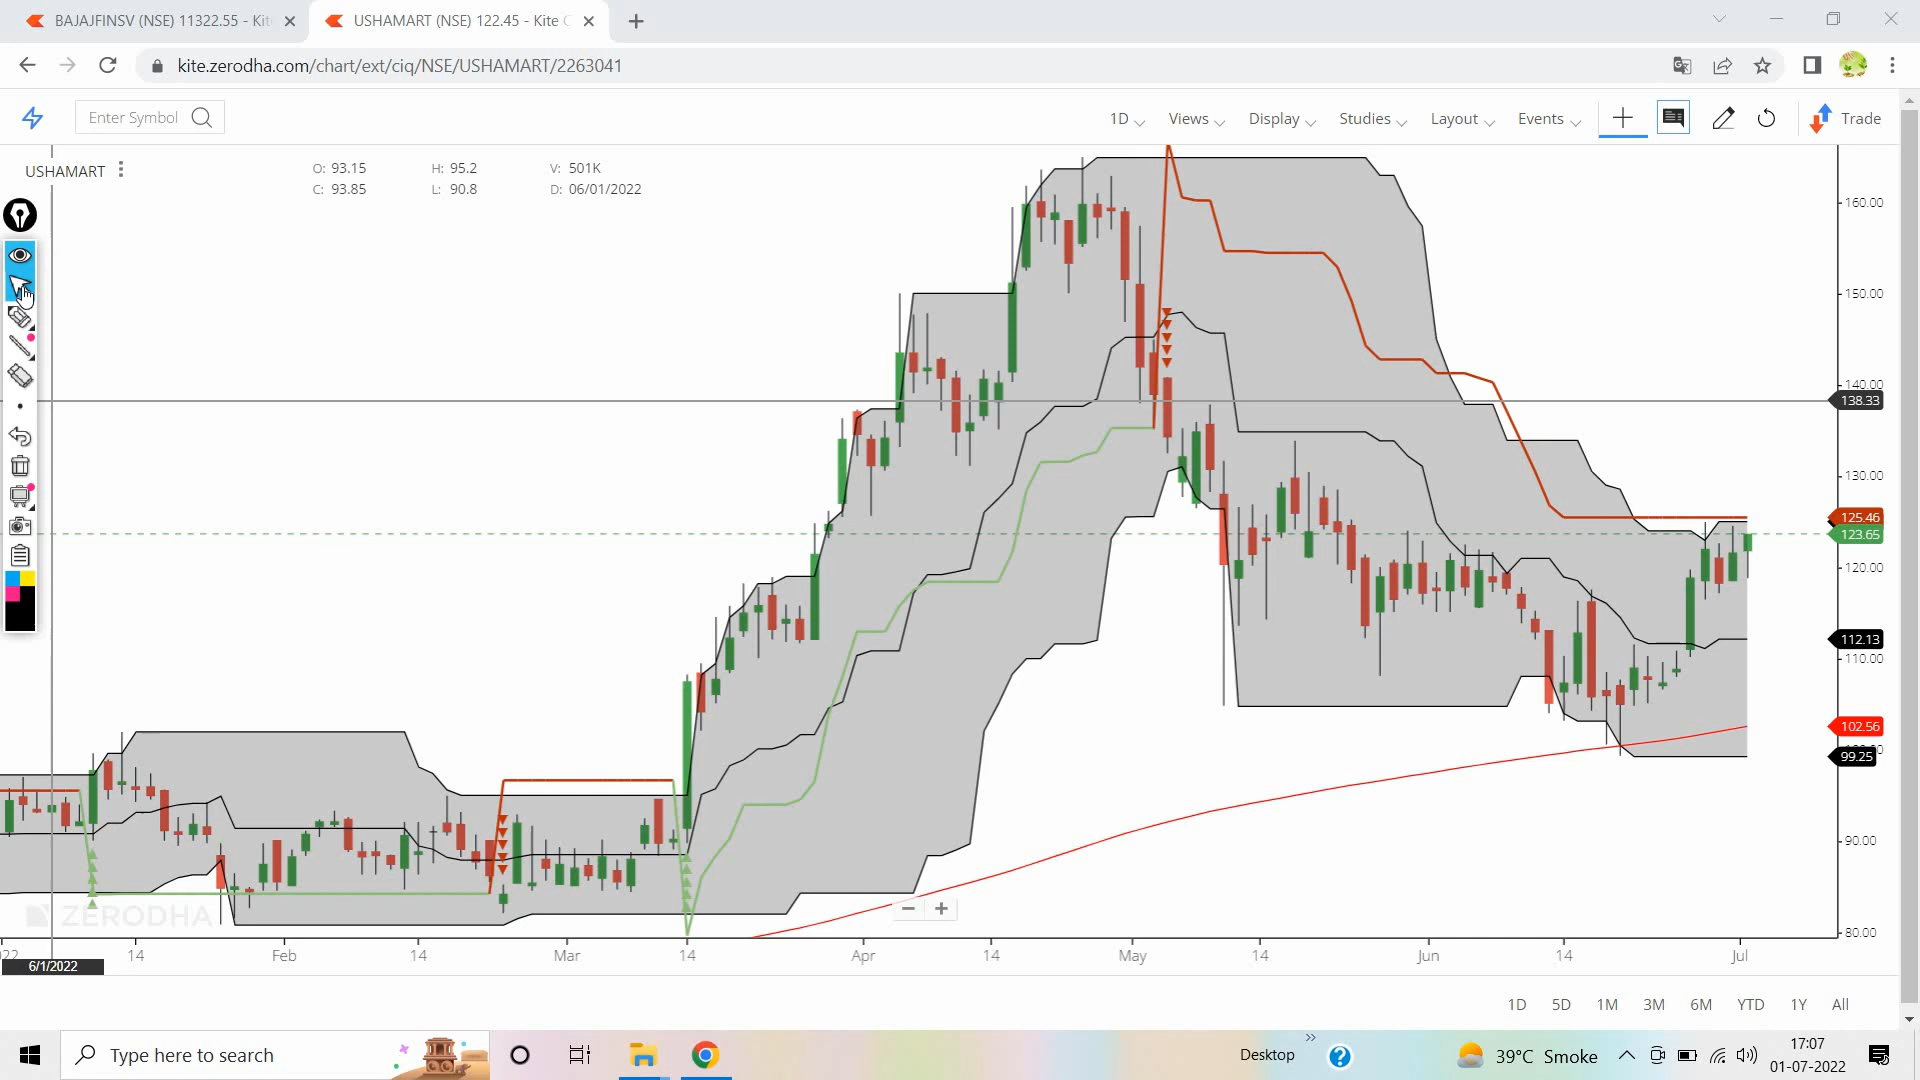 BAJAJFINSV (NSE) 11322.55 - Kit
USHAMART (NSE) 122.45 - Kite C
kite.zerodha.com/chart/ext/ciq/NSE/USHAMART/2263041
Enter Symbol
1D
Views
Display
Studies
Layout
Events
Trade
USHAMART
O: 93.15 H: 95.2 V: 501K
C: 93.85 L: 90.8 D: 06/01/2022
160.00
150.00
140.00
138.33
130.00
125.46
123.65
120.00
112.13
110.00
102.56
99.25
90.00
80.00
ZERODHA
14 Feb 14 Mar 14 Apr 14 May 14 Jun 14 Jul
6/1/2022
1D 5D 1M 3M 6M YTD 1Y All
Type here to search
Desktop
39°C Smoke
17:07
01-07-2022